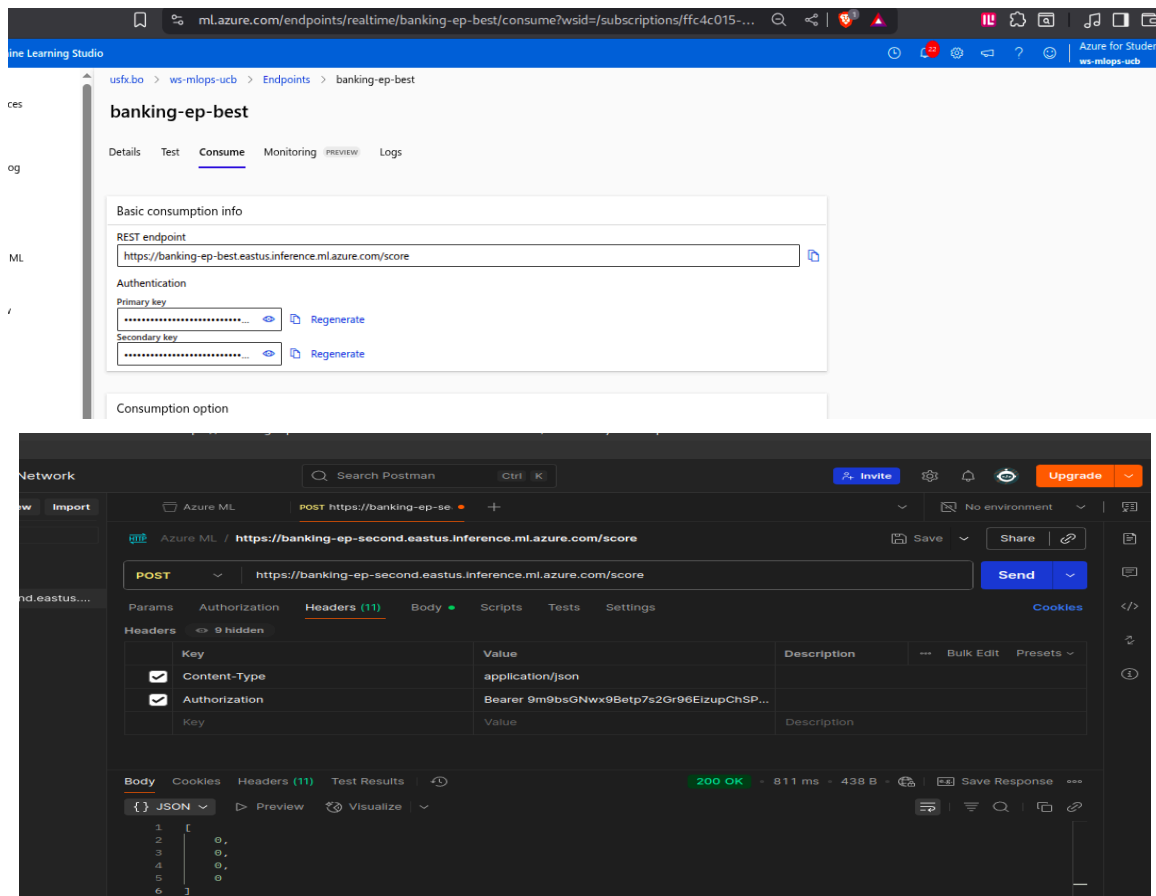 ml.azure.com/endpoints/realtime/banking-ep-best/consume?wsid=/subscriptions/ffc4c015-...
1
ine Learning Studio
22
Azure for Studen
ws-mlops-ucb
usfx.bo > ws-mlops-ucb > Endpoints > banking-ep-best
ces
banking-ep-best
Details Test Consume Monitoring PREVIEW Logs
og
Basic consumption info
REST endpoint
ML
https://banking-ep-best.eastus.inference.ml.azure.com/score
Authentication
Primary key
Regenerate
Secondary key
Regenerate
Consumption option
Network
Search Postman Ctrl K
Invite
Upgrade
Import
Azure ML
POST https://banking-ep-se
No environment
HTTP Azure ML / https://banking-ep-second.eastus.inference.ml.azure.com/score
Save
Share
POST
https://banking-ep-second.eastus.inference.ml.azure.com/score
Send
nd.eastus....
Params Authorization Headers (11) Body Scripts Tests Settings
Cookies
Headers 9 hidden
Key Value Description ... Bulk Edit Presets
Content-Type application/json
Authorization Bearer 9m9bsGNwx9Betp7s2Gr96EizupChSP...
Key Value Description
Body Cookies Headers (11) Test Results
200 OK - 811 ms - 438 B
e.g. Save Response
{} JSON Preview Visualize
1 [
2 0,
3 0,
4 0,
5 0
6 ]